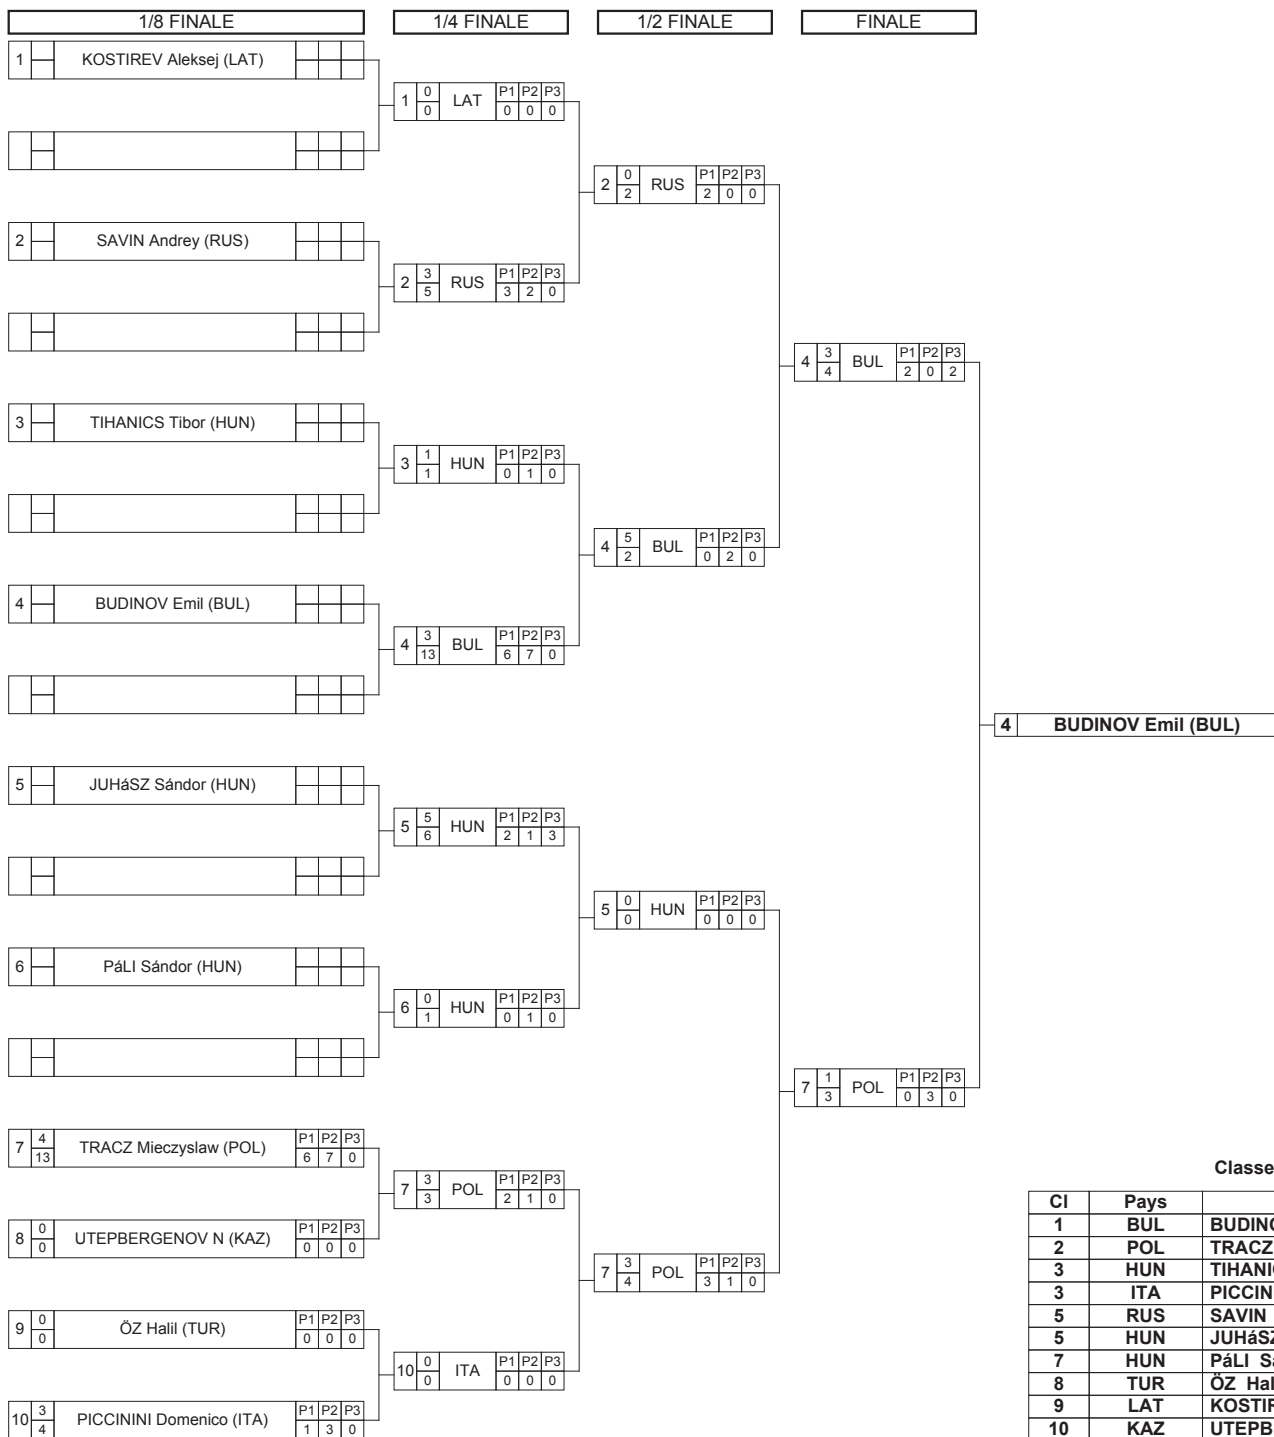 1/8 FINALE 1/4 FINALE 1/2 FINALE FINALE
1 KOSTIREV Aleksej (LAT)
1 0 0 LAT P1 P2 P3 0 0 0
2 0 2 RUS P1 P2 P3 2 0 0
2 SAVIN Andrey (RUS)
2 3 5 RUS P1 P2 P3 3 2 0
4 3 4 BUL P1 P2 P3 2 0 2
3 TIHANICS Tibor (HUN)
3 1 1 HUN P1 P2 P3 0 1 0
4 5 2 BUL P1 P2 P3 0 2 0
4 BUDINOV Emil (BUL)
4 3 13 BUL P1 P2 P3 6 7 0
4 BUDINOV Emil (BUL)
5 JUHáSZ Sándor (HUN)
5 5 6 HUN P1 P2 P3 2 1 3
5 0 0 HUN P1 P2 P3 0 0 0
6 PáLI Sándor (HUN)
6 0 1 HUN P1 P2 P3 0 1 0
7 1 3 POL P1 P2 P3 0 3 0
7 4 13 TRACZ Mieczyslaw (POL) P1 P2 P3 6 7 0
7 3 3 POL P1 P2 P3 2 1 0
8 0 0 UTEPBERGENOV N (KAZ) P1 P2 P3 0 0 0
7 3 4 POL P1 P2 P3 3 1 0
9 0 0 ÖZ Halil (TUR) P1 P2 P3 0 0 0
10 0 0 ITA P1 P2 P3 0 0 0
10 3 4 PICCININI Domenico (ITA) P1 P2 P3 1 3 0
Classe
Cl Pays
1 BUL BUDINO
2 POL TRACZ
3 HUN TIHANI
3 ITA PICCIN
5 RUS SAVIN
5 HUN JUHáSZ
7 HUN PáLI Sa
8 TUR ÖZ Hal
9 LAT KOSTIR
10 KAZ UTEPB